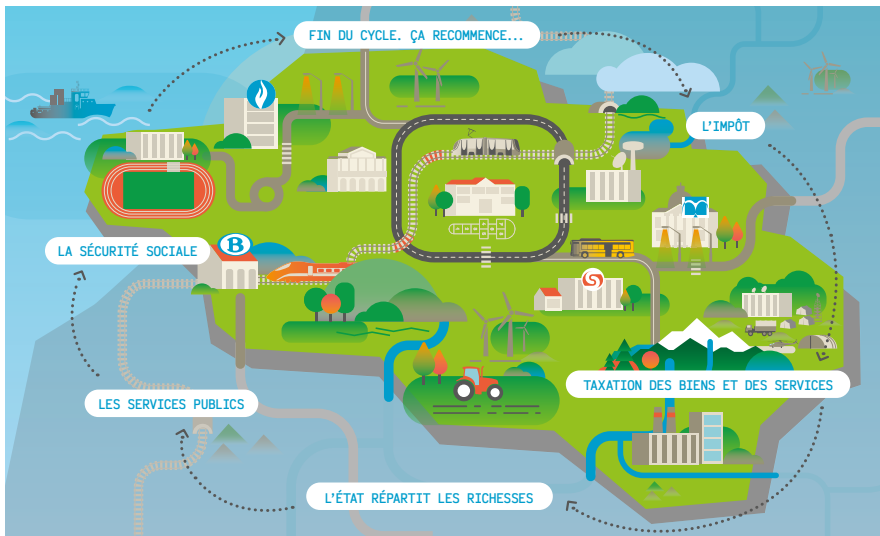 FIN DU CYCLE. ÇA RECOMMENCE...
L'IMPÔT
LA SÉCURITÉ SOCIALE
B
S
TAXATION DES BIENS ET DES SERVICES
LES SERVICES PUBLICS
L'ÉTAT RÉPARTIT LES RICHESSES